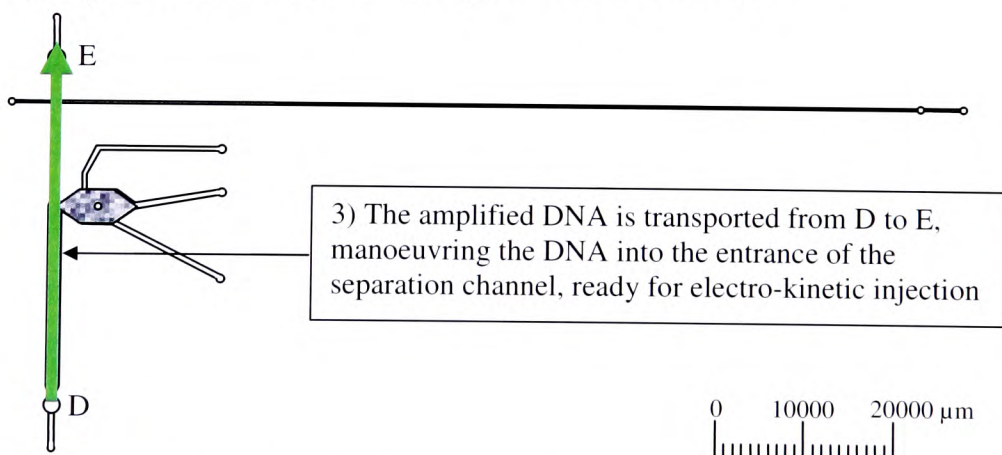 E
3) The amplified DNA is transported from D to E,
manoeuvring the DNA into the entrance of the
separation channel, ready for electro-kinetic injection
D
0 10000 20000 µm